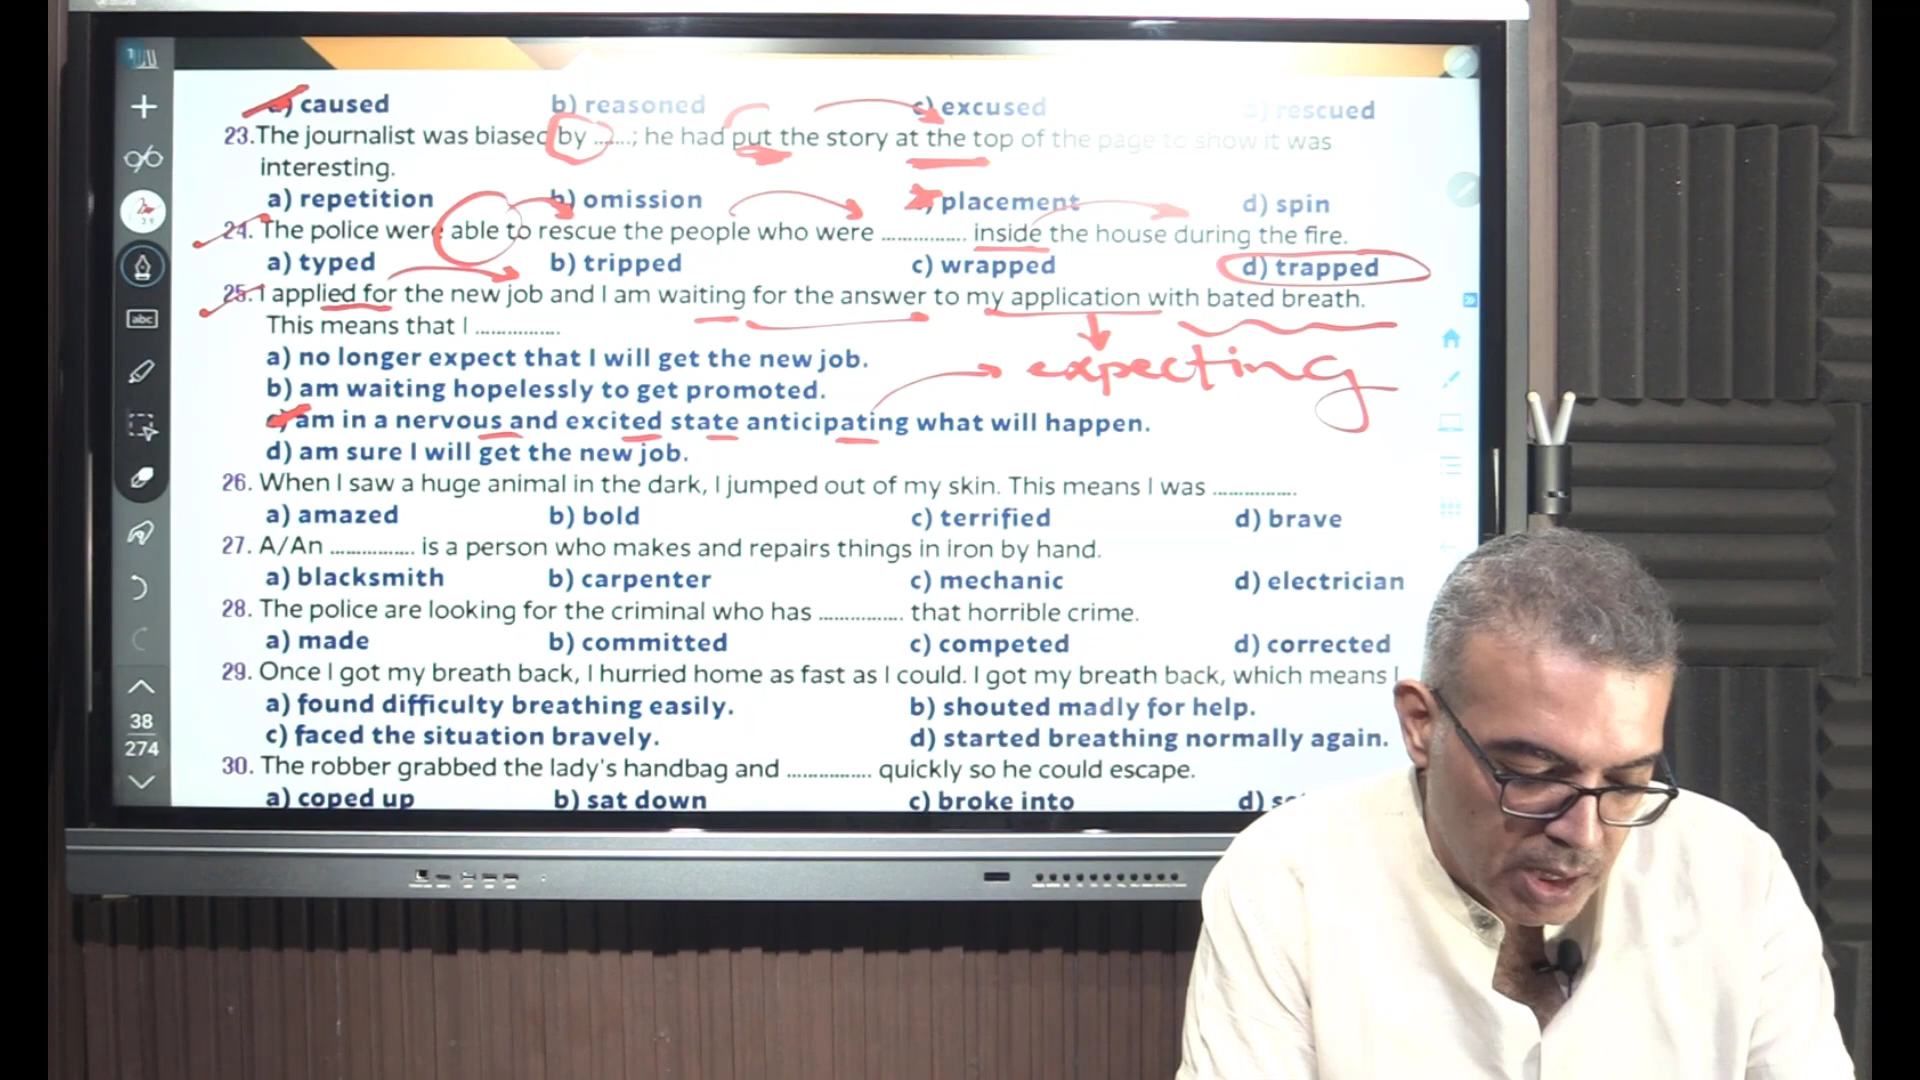 caused b) reasoned c) excused d) rescued
23. The journalist was biased by ......; he had put the story at the top of the page to show it was
interesting.
a) repetition b) omission placement d) spin
24. The police were able to rescue the people who were ............... inside the house during the fire.
a) typed b) tripped c) wrapped d) trapped
25. I applied for the new job and I am waiting for the answer to my application with bated breath.
This means that I ...............
a) no longer expect that I will get the new job.
expecting
b) am waiting hopelessly to get promoted.
c) am in a nervous and excited state anticipating what will happen.
d) am sure I will get the new job.
26. When I saw a huge animal in the dark, I jumped out of my skin. This means I was ...............
a) amazed b) bold c) terrified d) brave
27. A/An ............... is a person who makes and repairs things in iron by hand.
a) blacksmith b) carpenter c) mechanic d) electrician
28. The police are looking for the criminal who has ............... that horrible crime.
a) made b) committed c) competed d) corrected
29. Once I got my breath back, I hurried home as fast as I could. I got my breath back, which means I
a) found difficulty breathing easily. b) shouted madly for help.
c) faced the situation bravely. d) started breathing normally again.
30. The robber grabbed the lady's handbag and ............... quickly so he could escape.
a) coped up b) sat down c) broke into d)
abc
38
274